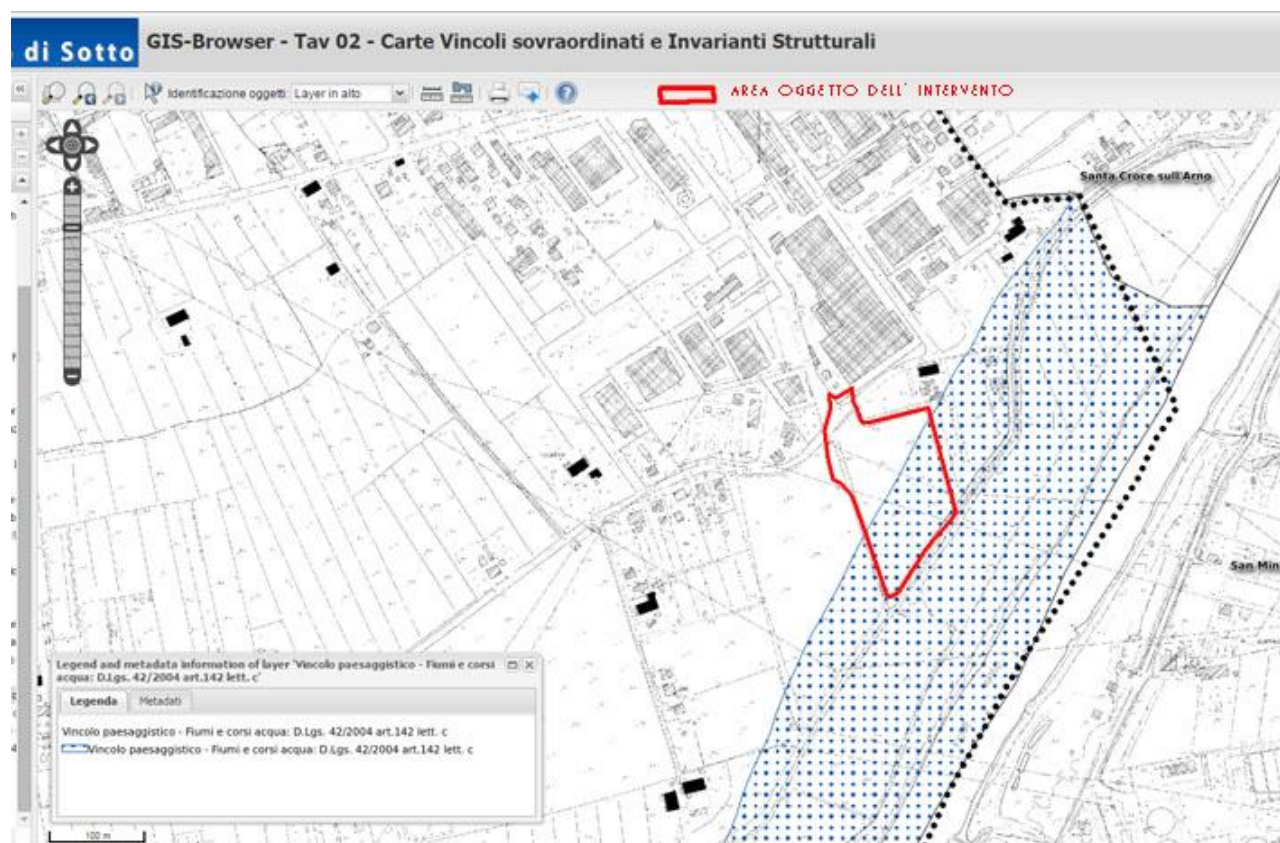 di Sotto
GIS-Browser - Tav 02 - Carte Vincoli sovraordinati e Invarianti Strutturali
Identificazione oggetti: Layer in alto
AREA OGGETTO DELL' INTERVENTO
Santa Croce sull'Arno
San Min
Legend and metadata information of layer 'Vincolo paesaggistico - Fiumi e corsi
acqua: D.Lgs. 42/2004 art.142 lett. c'
Legenda Metadati
Vincolo paesaggistico - Fiumi e corsi acqua: D.Lgs. 42/2004 art.142 lett. c
Vincolo paesaggistico - Fiumi e corsi acqua: D.Lgs. 42/2004 art.142 lett. c
100 m